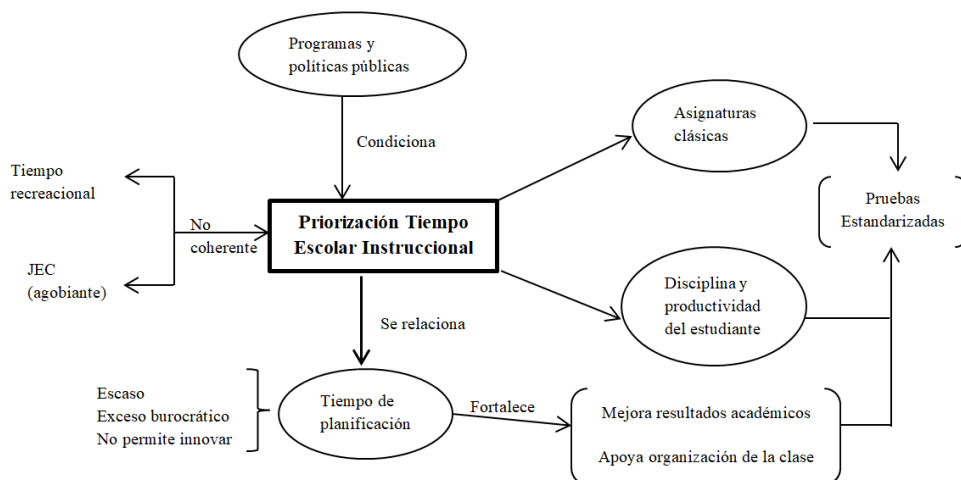 Programas y
políticas públicas
Condiciona
Asignaturas
clásicas
Tiempo
recreacional
No
coherente
JEC
(agobiante)
Priorización Tiempo
Escolar Instruccional
Pruebas
Estandarizadas
Disciplina y
productividad
del estudiante
Se relaciona
Escaso
Exceso burocrático
No permite innovar
Tiempo de
planificación
Fortalece
Mejora resultados académicos
Apoya organización de la clase